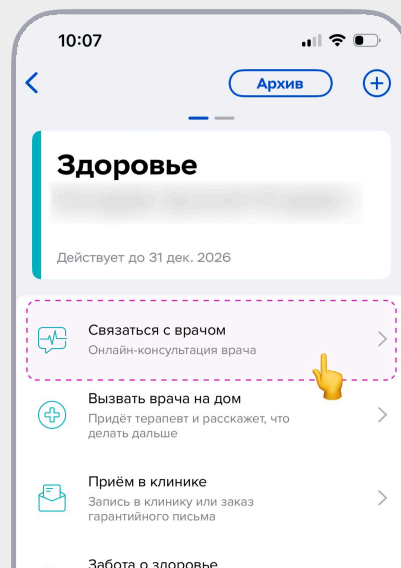 10:07
Архив
Здоровье
Действует до 31 дек. 2026
Связаться с врачом
Онлайн-консультация врача
Вызвать врача на дом
Придёт терапевт и расскажет, что
делать дальше
Приём в клинике
Запись в клинику или заказ
гарантийного письма
Забота о здоровье